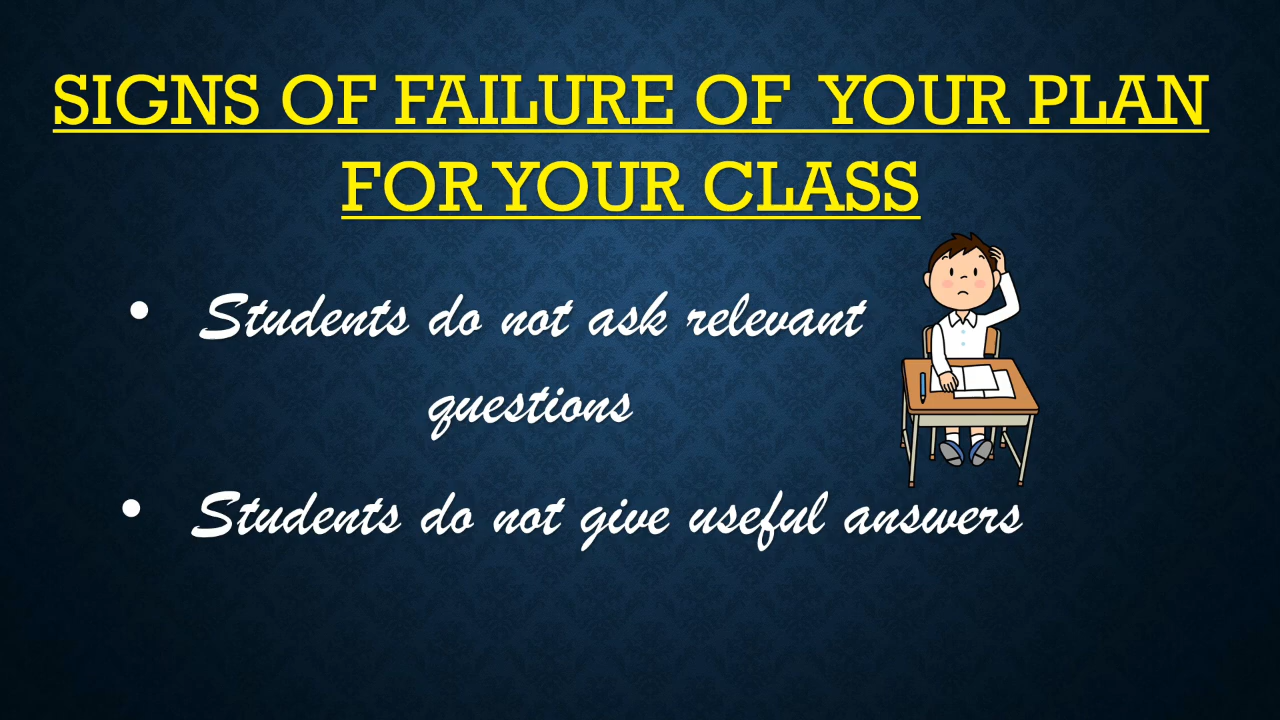 SIGNS OF FAILURE OF YOUR PLAN
FOR YOUR CLASS
• Students do not ask relevant
questions
• Students do not give useful answers